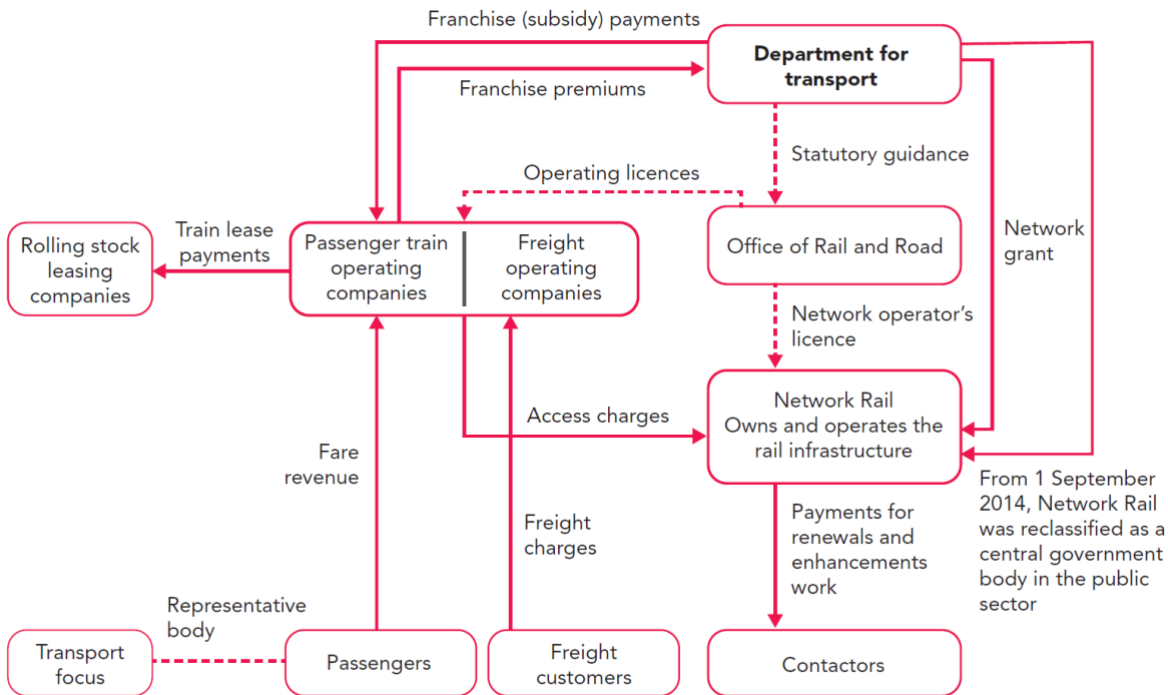 Franchise (subsidy) payments
Department for
transport
Franchise premiums
Statutory guidance
Operating licences
Rolling stock
leasing
companies
Train lease
payments
Passenger train
operating
companies
Freight
operating
companies
Office of Rail and Road
Network
grant
Network operator’s
licence
Access charges
Network Rail
Owns and operates the
rail infrastructure
Fare
revenue
Freight
charges
Payments for
renewals and
enhancements
work
From 1 September
2014, Network Rail
was reclassified as a
central government
body in the public
sector
Representative
body
Transport
focus
Passengers
Freight
customers
Contactors